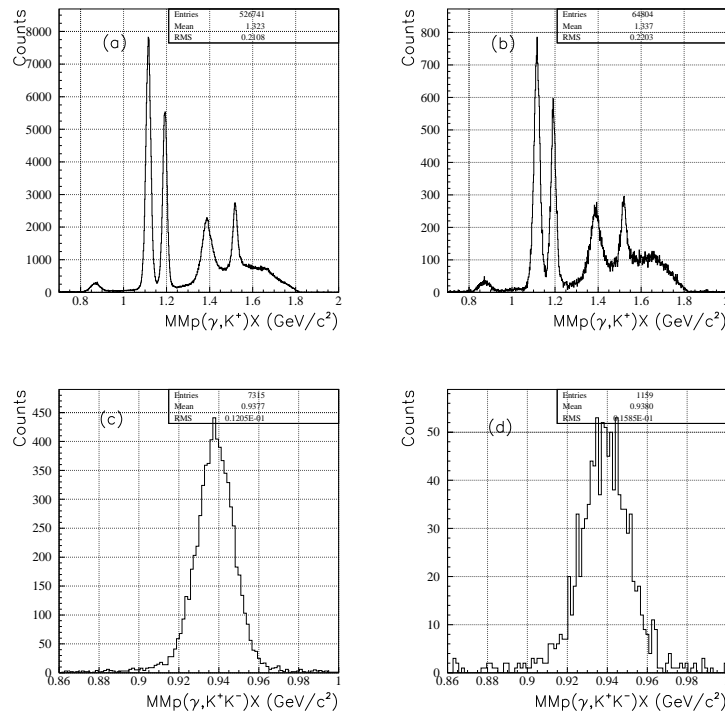 Entries 526741
Mean 1.323
RMS 0.2108
(a)
Counts
8000
7000
6000
5000
4000
3000
2000
1000
0
0.8 1 1.2 1.4 1.6 1.8 2
MMp(γ,K⁺)X (GeV/c²)
Entries 64804
Mean 1.337
RMS 0.2203
(b)
Counts
800
700
600
500
400
300
200
100
0
0.8 1 1.2 1.4 1.6 1.8
MMp(γ,K⁺)X (GeV/c²)
Entries 7315
Mean 0.9377
RMS 0.1205E-01
(c)
Counts
450
400
350
300
250
200
150
100
50
0
0.86 0.88 0.9 0.92 0.94 0.96 0.98 1
MMp(γ,K⁺K⁻)X (GeV/c²)
Entries 1159
Mean 0.9380
RMS 0.1585E-01
(d)
Counts
50
40
30
20
10
0
0.86 0.88 0.9 0.92 0.94 0.96 0.98
MMp(γ,K⁺K⁻)X (GeV/c²)